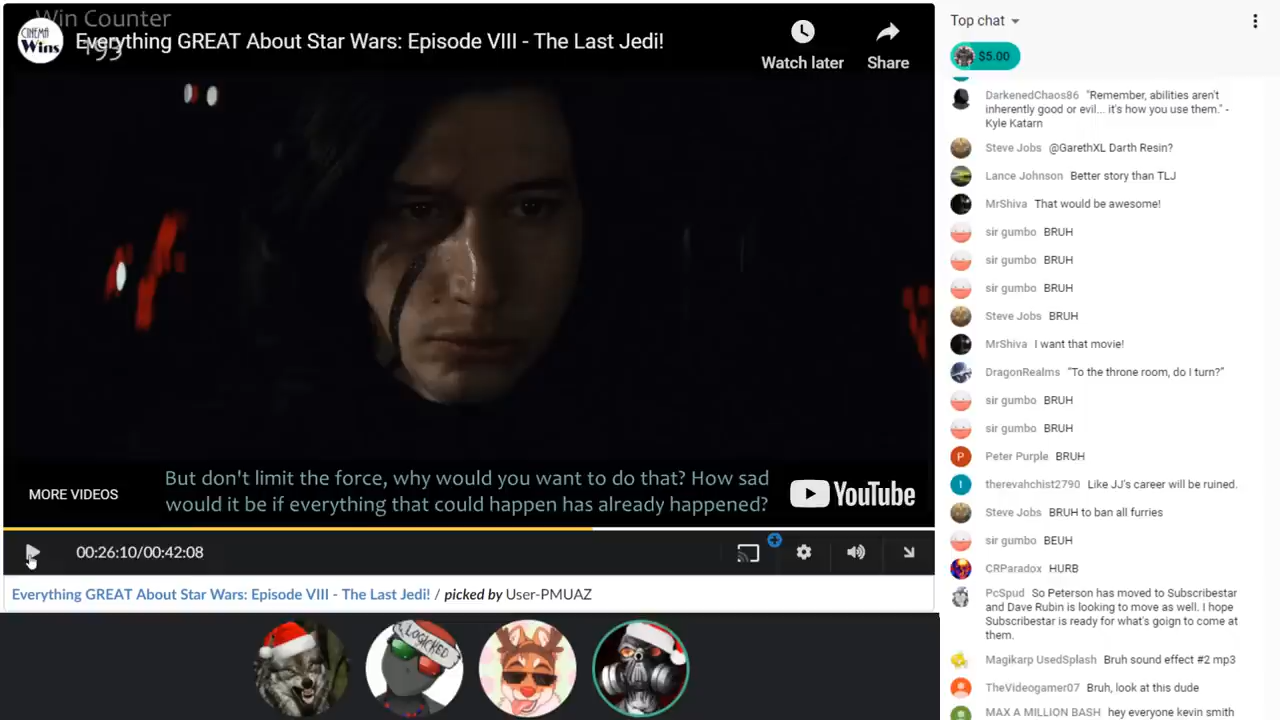 Win Counter
193
CINEMA
Wins
Everything GREAT About Star Wars: Episode VIII - The Last Jedi!
Watch later
Share
MORE VIDEOS
But don't limit the force, why would you want to do that? How sad
would it be if everything that could happen has already happened?
YouTube
00:26:10/00:42:08
Everything GREAT About Star Wars: Episode VIII - The Last Jedi! / picked by User-PMUAZ
LOGICKED
Top chat
$5.00
DarkenedChaos86 "Remember, abilities aren't
inherently good or evil... it's how you use them." -
Kyle Katarn
Steve Jobs @GarethXL Darth Resin?
Lance Johnson Better story than TLJ
MrShiva That would be awesome!
sir gumbo BRUH
sir gumbo BRUH
sir gumbo BRUH
Steve Jobs BRUH
MrShiva I want that movie!
DragonRealms “To the throne room, do I turn?”
sir gumbo BRUH
sir gumbo BRUH
P
Peter Purple BRUH
therevahchist2790 Like JJ's career will be ruined.
Steve Jobs BRUH to ban all furries
sir gumbo BEUH
CRParadox HURB
PcSpud So Peterson has moved to Subscribestar
and Dave Rubin is looking to move as well. I hope
Subscribestar is ready for what's goign to come at
them.
Magikarp UsedSplash Bruh sound effect #2 mp3
TheVideogamer07 Bruh, look at this dude
MAX A MILLION BASH hey everyone kevin smith